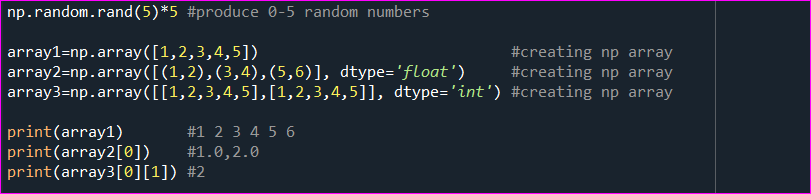 np.random.rand(5)*5 #produce 0-5 random numbers
array1=np.array([1,2,3,4,5]) #creating np array
array2=np.array([(1,2),(3,4),(5,6)], dtype='float') #creating np array
array3=np.array([[1,2,3,4,5],[1,2,3,4,5]], dtype='int') #creating np array
print(array1) #1 2 3 4 5 6
print(array2[0]) #1.0,2.0
print(array3[0][1]) #2